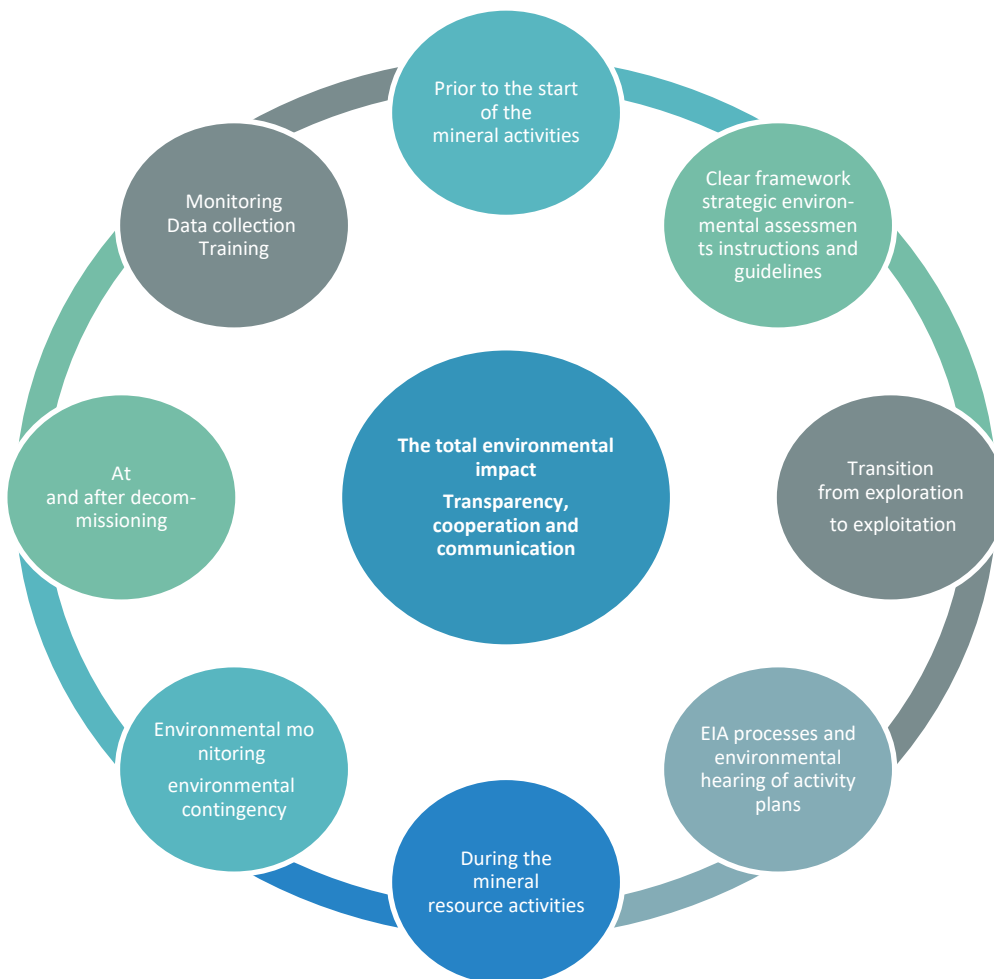 Prior to the start
of the
mineral activities
Clear framework
strategic environ-
mental assessmen
ts instructions and
guidelines
Transition
from exploration
to exploitation
EIA processes and
environmental
hearing of activity
plans
During the
mineral
resource activities
Environmental mo
nitoring
environmental
contingency
At
and after decom-
missioning
Monitoring
Data collection
Training
The total environmental
impact
Transparency,
cooperation and
communication